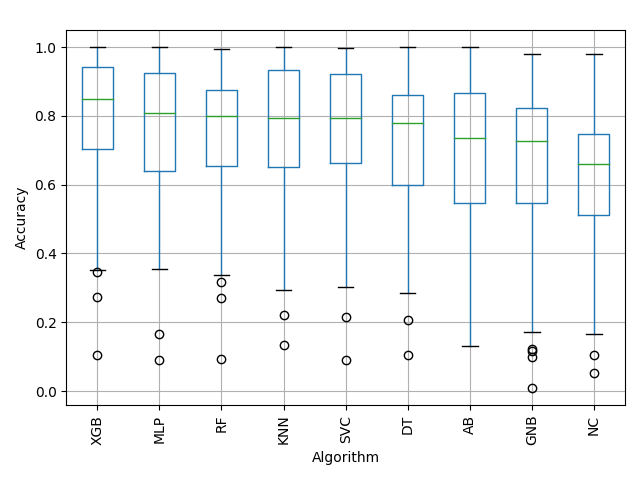 1.0
0.8
0.6
0.4
0.2
0.0
Accuracy
XGB
MLP
RF
KNN
SVC
DT
AB
GNB
NC
Algorithm